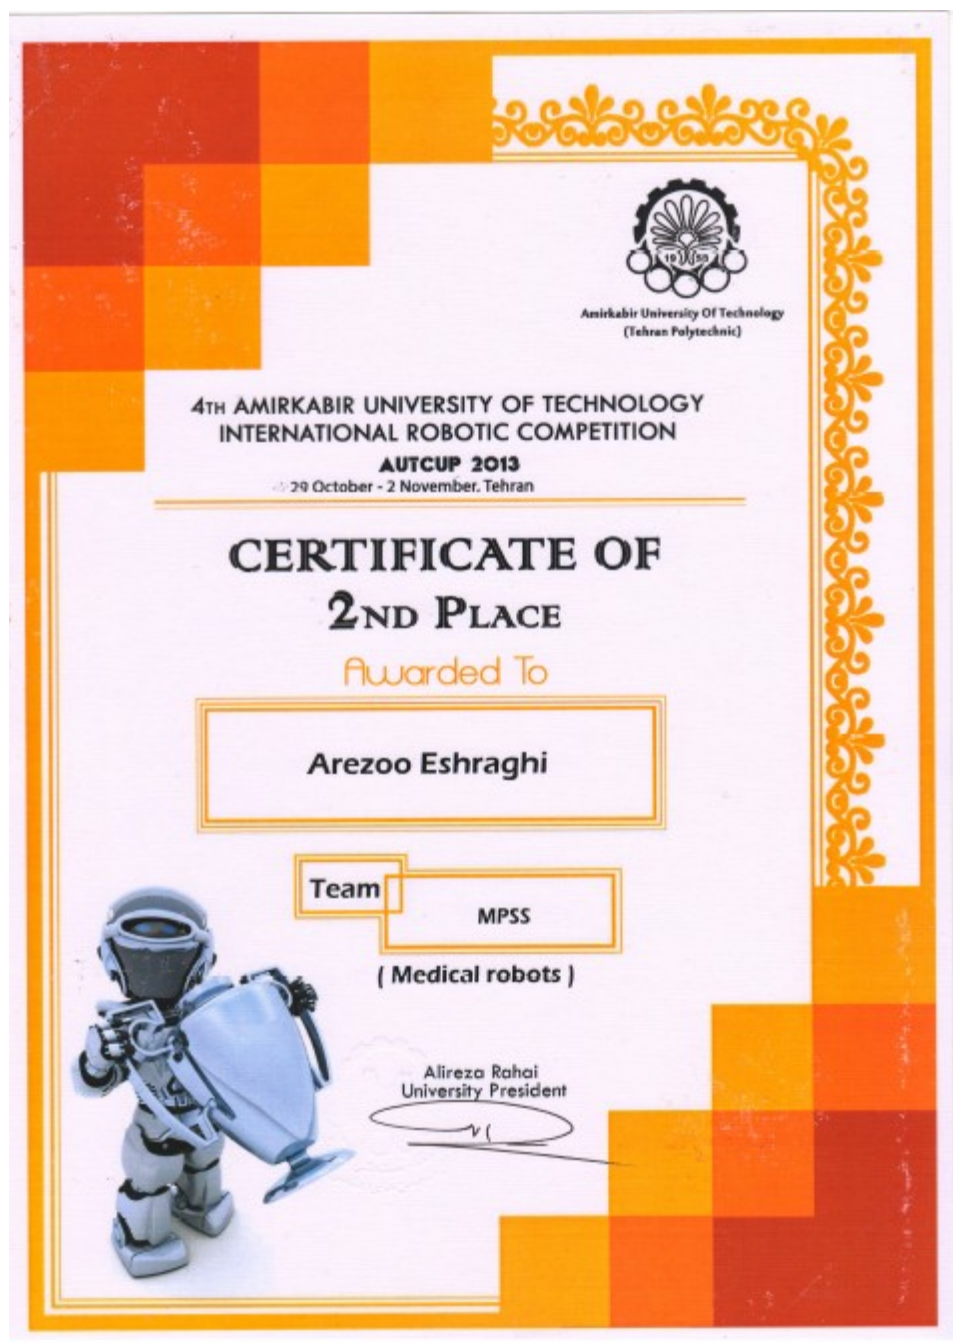 1955
Amirkabir University Of Technology
(Tehran Polytechnic)
4TH AMIRKABIR UNIVERSITY OF TECHNOLOGY
INTERNATIONAL ROBOTIC COMPETITION
AUTCUP 2013
29 October - 2 November, Tehran
CERTIFICATE OF
2ND PLACE
Awarded To
Arezoo Eshraghi
Team
MPSS
( Medical robots )
Alireza Rahai
University President